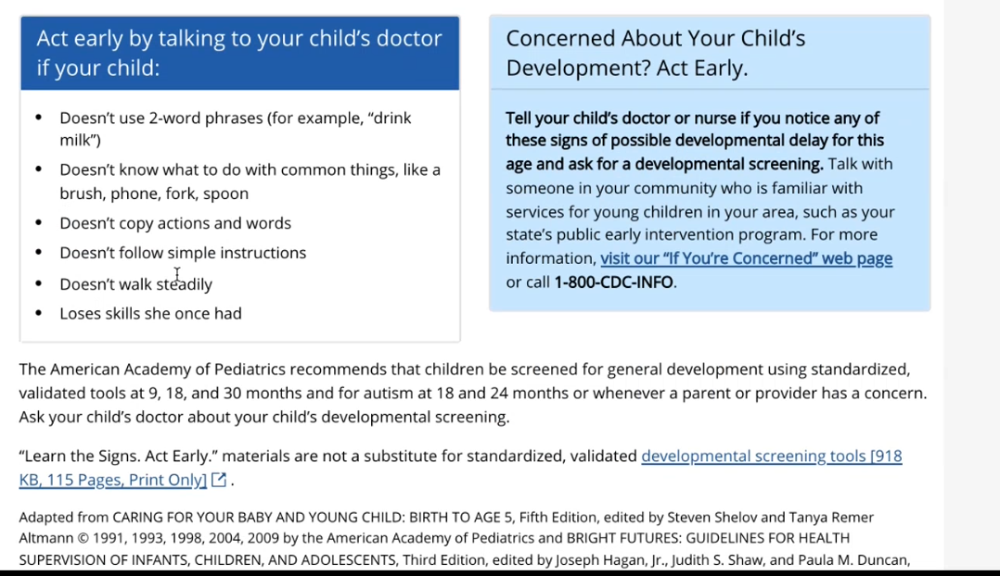 Act early by talking to your child’s doctor
if your child:
Doesn’t use 2-word phrases (for example, “drink
milk”)
Doesn’t know what to do with common things, like a
brush, phone, fork, spoon
Doesn’t copy actions and words
Doesn’t follow simple instructions
Doesn’t walk steadily
Loses skills she once had
Concerned About Your Child’s
Development? Act Early.
Tell your child’s doctor or nurse if you notice any of
these signs of possible developmental delay for this
age and ask for a developmental screening. Talk with
someone in your community who is familiar with
services for young children in your area, such as your
state’s public early intervention program. For more
information, visit our “If You’re Concerned” web page
or call 1-800-CDC-INFO.
The American Academy of Pediatrics recommends that children be screened for general development using standardized,
validated tools at 9, 18, and 30 months and for autism at 18 and 24 months or whenever a parent or provider has a concern.
Ask your child’s doctor about your child’s developmental screening.
“Learn the Signs. Act Early.” materials are not a substitute for standardized, validated developmental screening tools [918
KB, 115 Pages, Print Only] .
Adapted from CARING FOR YOUR BABY AND YOUNG CHILD: BIRTH TO AGE 5, Fifth Edition, edited by Steven Shelov and Tanya Remer
Altmann © 1991, 1993, 1998, 2004, 2009 by the American Academy of Pediatrics and BRIGHT FUTURES: GUIDELINES FOR HEALTH
SUPERVISION OF INFANTS, CHILDREN, AND ADOLESCENTS, Third Edition, edited by Joseph Hagan, Jr., Judith S. Shaw, and Paula M. Duncan,